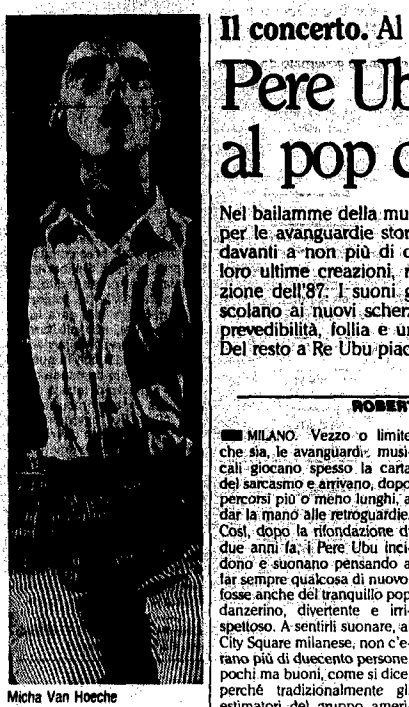 Micha Van Hoeche
Il concerto. Al
Pere Ub
al pop
Nel bailamme della mu
per le avanguardie stor
davanti a non più di
loro ultime creazioni,
zione dell'87. I suoni
scolano ai nuovi scherz
prevedibilità, follia e u
Del resto a Re Ubu piac
ROBERT
MILANO. Vezzo o limite
che sia, le avanguardie musi-
cali giocano spesso la carta
del sarcasmo e arrivano, dopo
percorsi più o meno lunghi, a
dar la mano alle retroguardie.
Così, dopo la rifondazione d
due anni fa, i Pere Ubu inci-
dono e suonano pensando a
far sempre qualcosa di nuovo
fosse anche del tranquillo pop
danzerino, divertente e irri-
spettoso. A sentirli suonare, a
City Square milanese, non c'e-
rano più di duecento persone
pochi ma buoni, come si dice
perché tradizionalmente gl
estimatori del gruppo ameri-